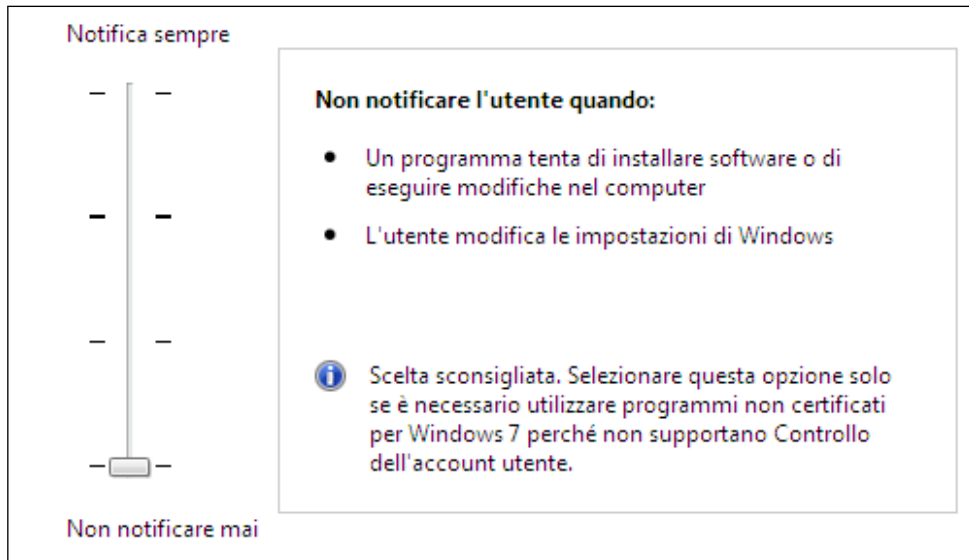 Notifica sempre
Non notificare l'utente quando:
• Un programma tenta di installare software o di
eseguire modifiche nel computer
• L'utente modifica le impostazioni di Windows
Scelta sconsigliata. Selezionare questa opzione solo
se è necessario utilizzare programmi non certificati
per Windows 7 perché non supportano Controllo
dell'account utente.
Non notificare mai